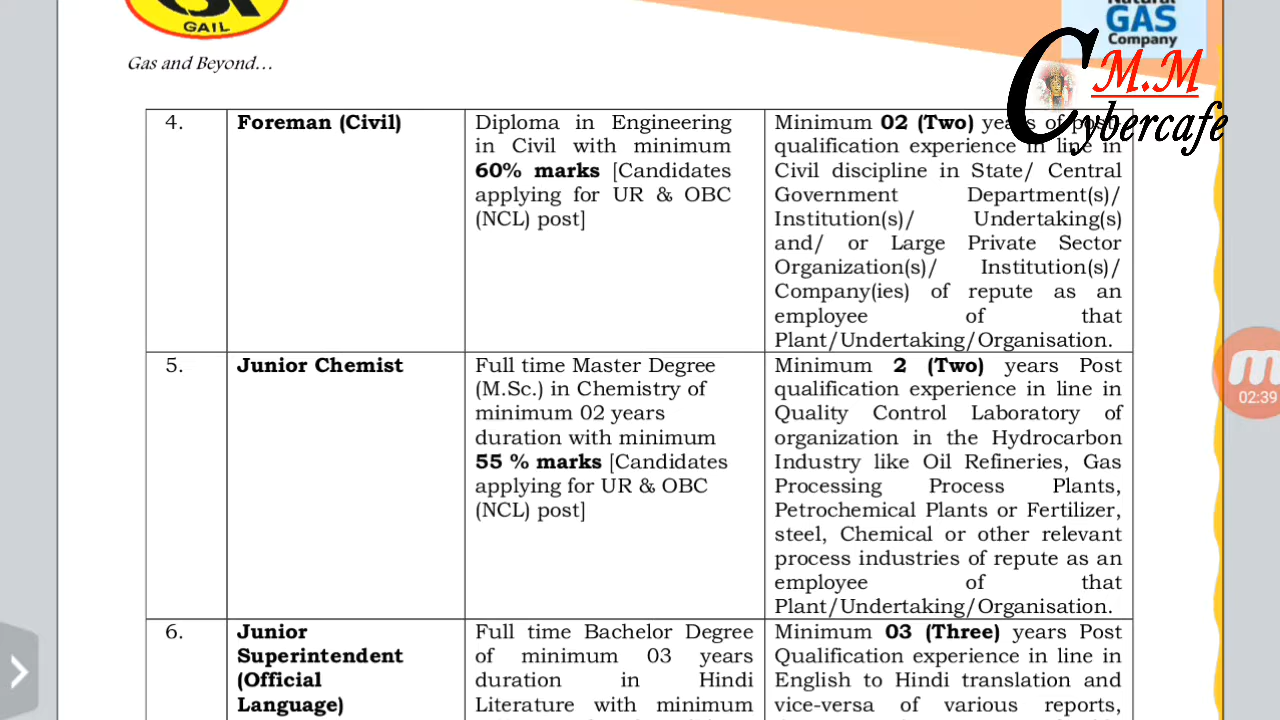 GAIL
Gas and Beyond...
Natural
GAS
Company
M.M
Cybercafe
4.
Foreman (Civil)
Diploma in Engineering
in Civil with minimum
60% marks [Candidates
applying for UR & OBC
(NCL) post]
Minimum 02 (Two) years of post
qualification experience in line in
Civil discipline in State/ Central
Government Department(s)/
Institution(s)/ Undertaking(s)
and/ or Large Private Sector
Organization(s)/ Institution(s)/
Company(ies) of repute as an
employee of that
Plant/Undertaking/Organisation.
5.
Junior Chemist
Full time Master Degree
(M.Sc.) in Chemistry of
minimum 02 years
duration with minimum
55 % marks [Candidates
applying for UR & OBC
(NCL) post]
Minimum 2 (Two) years Post
qualification experience in line in
Quality Control Laboratory of
organization in the Hydrocarbon
Industry like Oil Refineries, Gas
Processing Process Plants,
Petrochemical Plants or Fertilizer,
steel, Chemical or other relevant
process industries of repute as an
employee of that
Plant/Undertaking/Organisation.
02:39
6.
Junior
Superintendent
(Official
Language)
Full time Bachelor Degree
of minimum 03 years
duration in Hindi
Literature with minimum
Minimum 03 (Three) years Post
Qualification experience in line in
English to Hindi translation and
vice-versa of various reports,